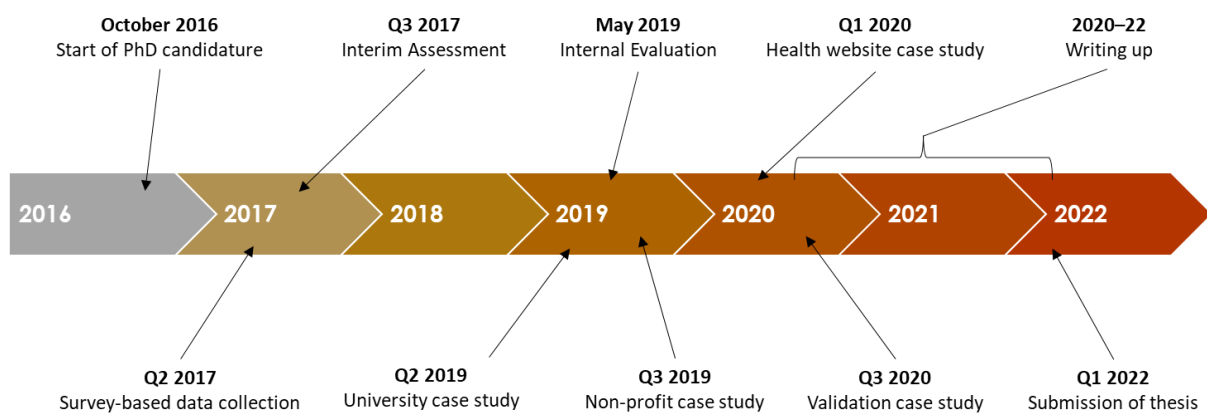 October 2016
Start of PhD candidature
Q3 2017
Interim Assessment
May 2019
Internal Evaluation
Q1 2020
Health website case study
2020–22
Writing up
2016
2017
2018
2019
2020
2021
2022
Q2 2017
Survey-based data collection
Q2 2019
University case study
Q3 2019
Non-profit case study
Q3 2020
Validation case study
Q1 2022
Submission of thesis